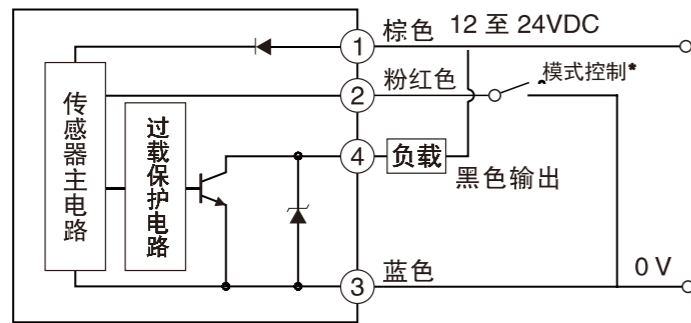 ① 棕色 12 至 24VDC
② 粉红色 模式控制*
传感器主电路
过载保护电路
④ 负载
黑色输出
③ 蓝色 0 V